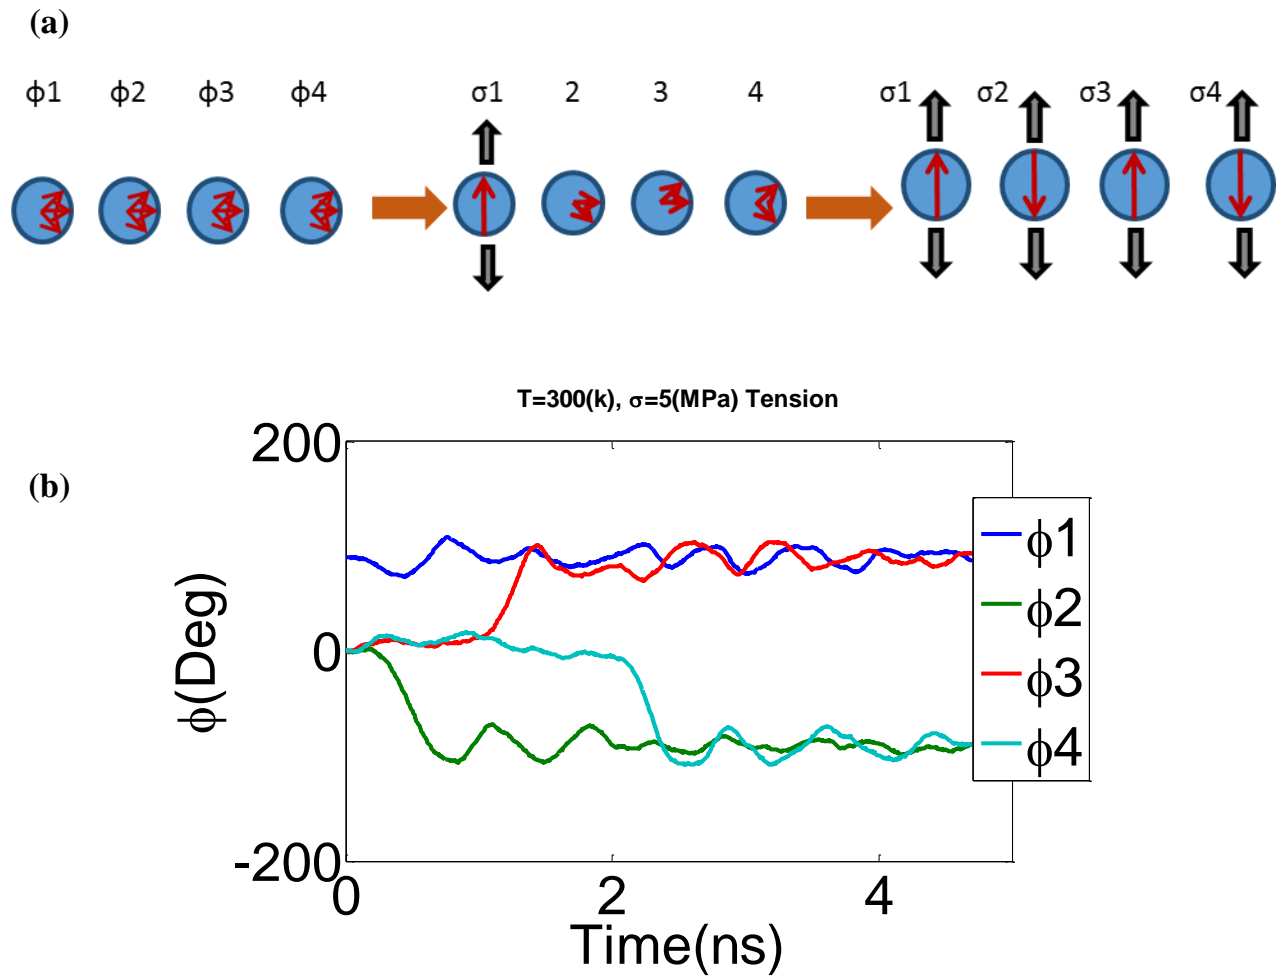 (a)
ϕ1 ϕ2 ϕ3 ϕ4 σ1 2 3 4 σ1 σ2 σ3 σ4
T=300(k), σ=5(MPa) Tension
(b)
200
0
-200
ϕ(Deg)
ϕ1
ϕ2
ϕ3
ϕ4
0 2 4
Time(ns)